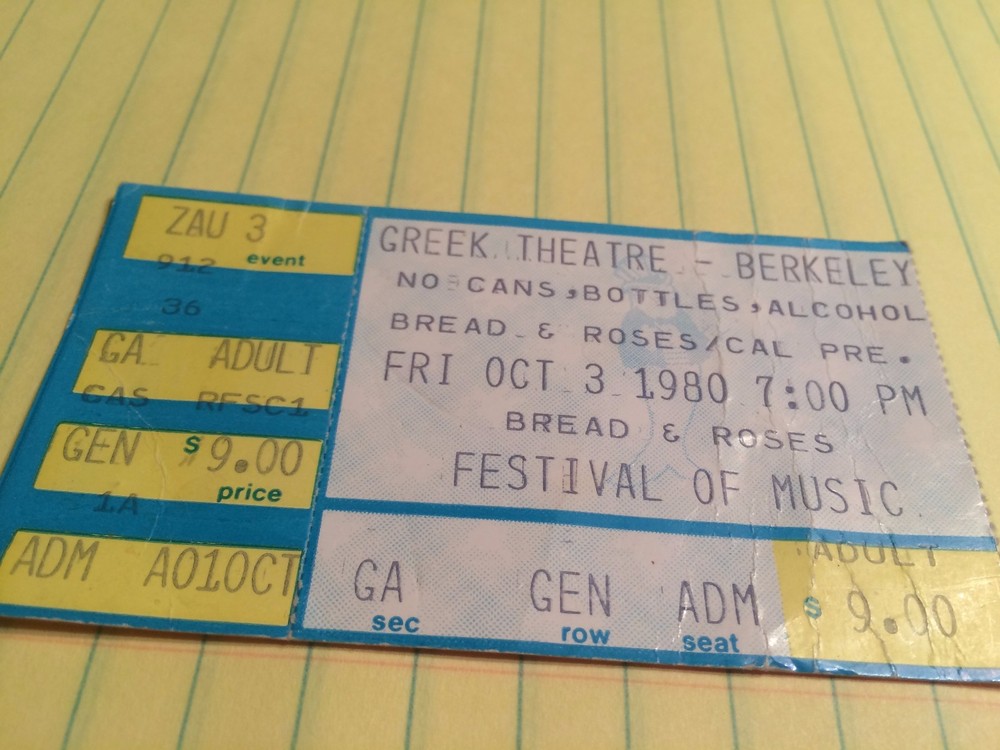 ZAU 3
912 event
36
GA ADULT
CAS RFSC1
GEN $ 9.00
price
1A
ADM A01OCT
GREEK THEATRE - BERKELEY
NO CANS,BOTTLES,ALCOHOL
BREAD & ROSES/CAL PRE.
FRI OCT 3 1980 7:00 PM
BREAD & ROSES
FESTIVAL OF MUSIC
ADULT
GA GEN ADM $ 9.00
sec row seat